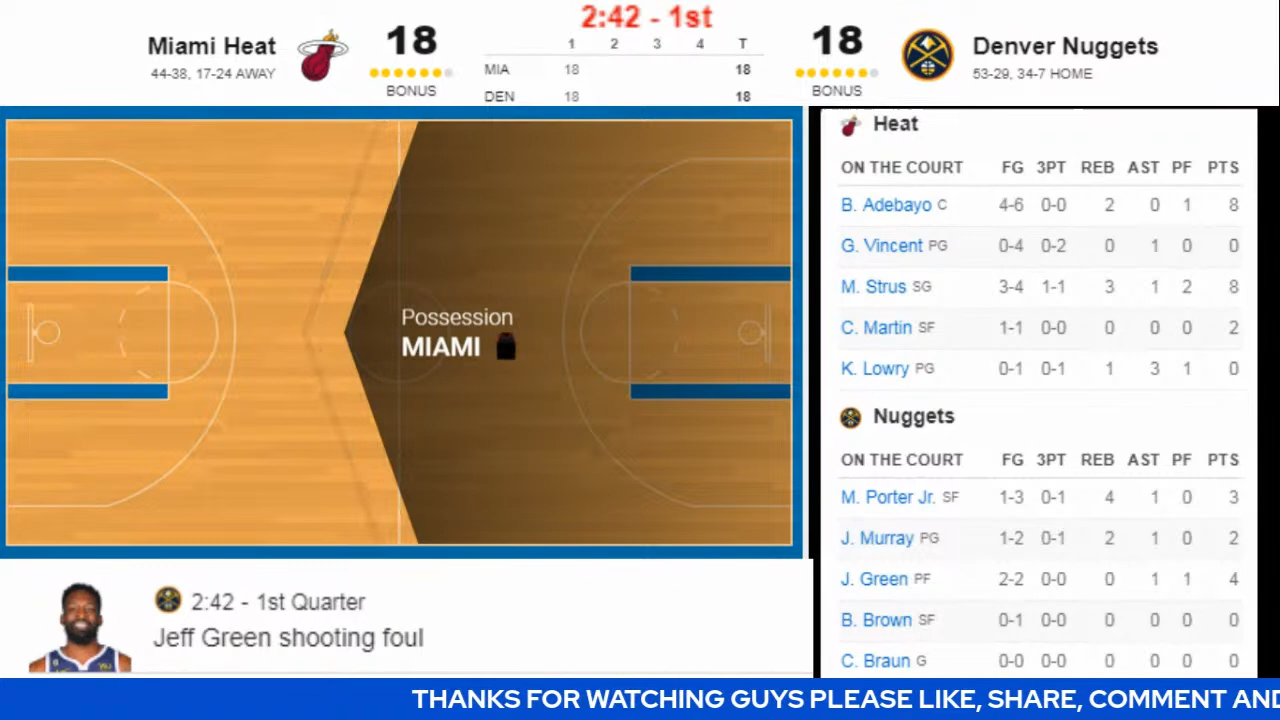 2:42 - 1st
Miami Heat
44-38, 17-24 AWAY
18
BONUS
1 2 3 4 T
MIA 18 18
DEN 18 18
18
BONUS
Denver Nuggets
53-29, 34-7 HOME
Possession
MIAMI
2:42 - 1st Quarter
Jeff Green shooting foul
Heat
ON THE COURT FG 3PT REB AST PF PTS
B. Adebayo C 4-6 0-0 2 0 1 8
G. Vincent PG 0-4 0-2 0 1 0 0
M. Strus SG 3-4 1-1 3 1 2 8
C. Martin SF 1-1 0-0 0 0 0 2
K. Lowry PG 0-1 0-1 1 3 1 0
Nuggets
ON THE COURT FG 3PT REB AST PF PTS
M. Porter Jr. SF 1-3 0-1 4 1 0 3
J. Murray PG 1-2 0-1 2 1 0 2
J. Green PF 2-2 0-0 0 1 1 4
B. Brown SF 0-1 0-0 0 0 0 0
C. Braun G 0-0 0-0 0 0 0 0
THANKS FOR WATCHING GUYS PLEASE LIKE, SHARE, COMMENT AND